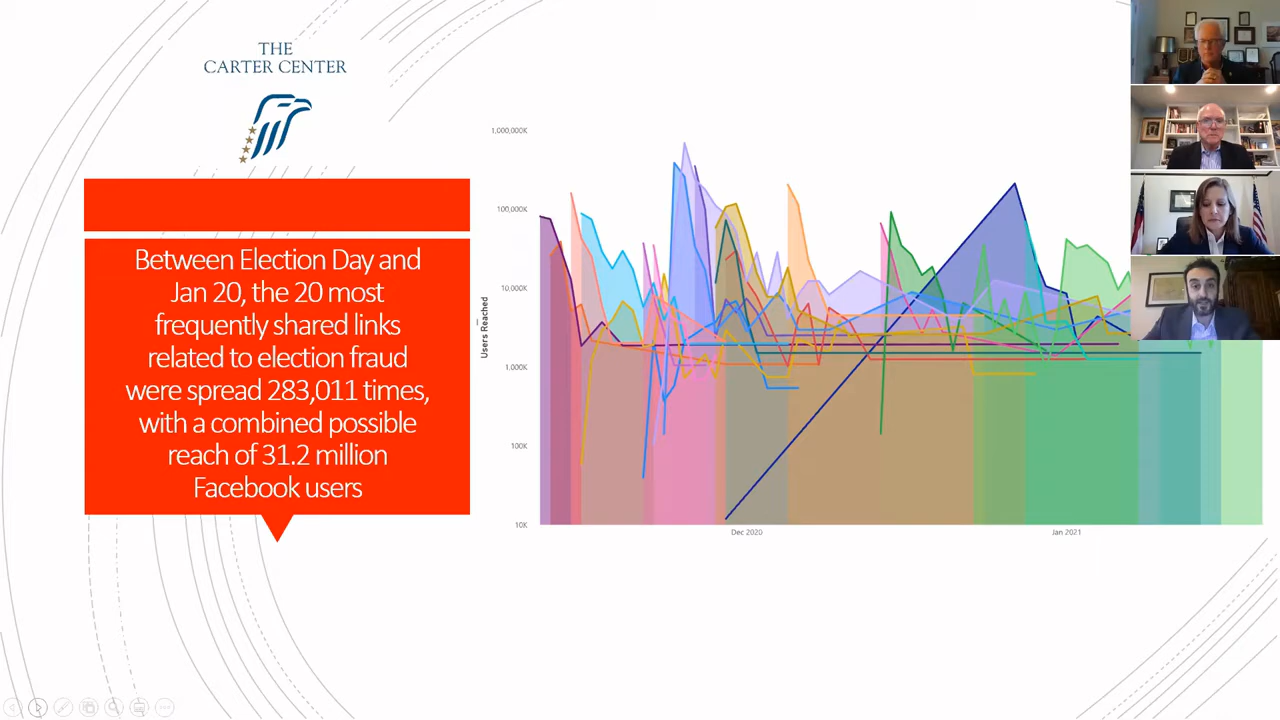 THE
CARTER CENTER
Between Election Day and
Jan 20, the 20 most
frequently shared links
related to election fraud
were spread 283,011 times,
with a combined possible
reach of 31.2 million
Facebook users
Users Reached
1,000,000K
100,000K
10,000K
1,000K
100K
10K
Dec 2020
Jan 2021